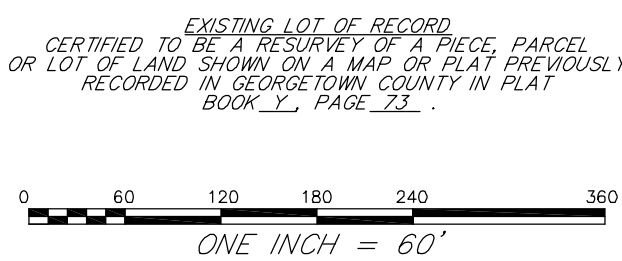 EXISTING LOT OF RECORD
CERTIFIED TO BE A RESURVEY OF A PIECE, PARCEL
OR LOT OF LAND SHOWN ON A MAP OR PLAT PREVIOUSLY
RECORDED IN GEORGETOWN COUNTY IN PLAT
BOOK Y, PAGE 73 .
0 60 120 180 240 360
ONE INCH = 60'